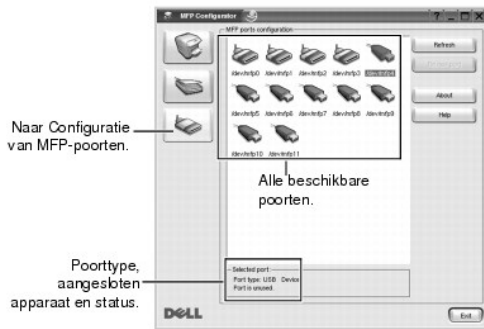 MFP Configurator
MFP ports configuration
Refresh
/dev/mfp0 /dev/mfp1 /dev/mfp2 /dev/mfp3 /dev/mfp4
About
/dev/mfp5 /dev/mfp6 /dev/mfp7 /dev/mfp8 /dev/mfp9
Help
/dev/mfp10 /dev/mfp11
Naar Configuratie
van MFP-poorten.
Alle beschikbare
poorten.
Poorttype,
aangesloten
apparaat en status.
Selected port
Port type: USB Device
Port is unused.
DELL
Exit